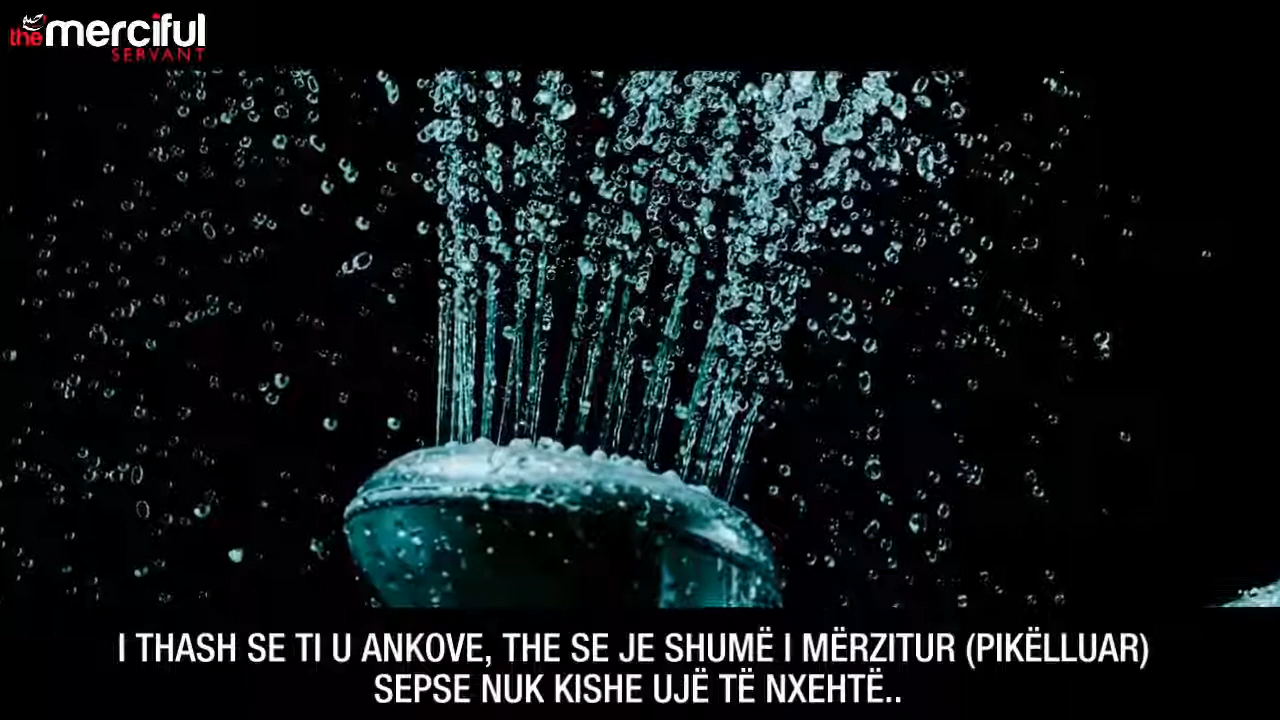 the merciful
SERVANT
I THASH SE TI U ANKOVE, THE SE JE SHUMË I MËRZITUR (PIKËLLUAR)
SEPSE NUK KISHE UJË TË NXEHTË..